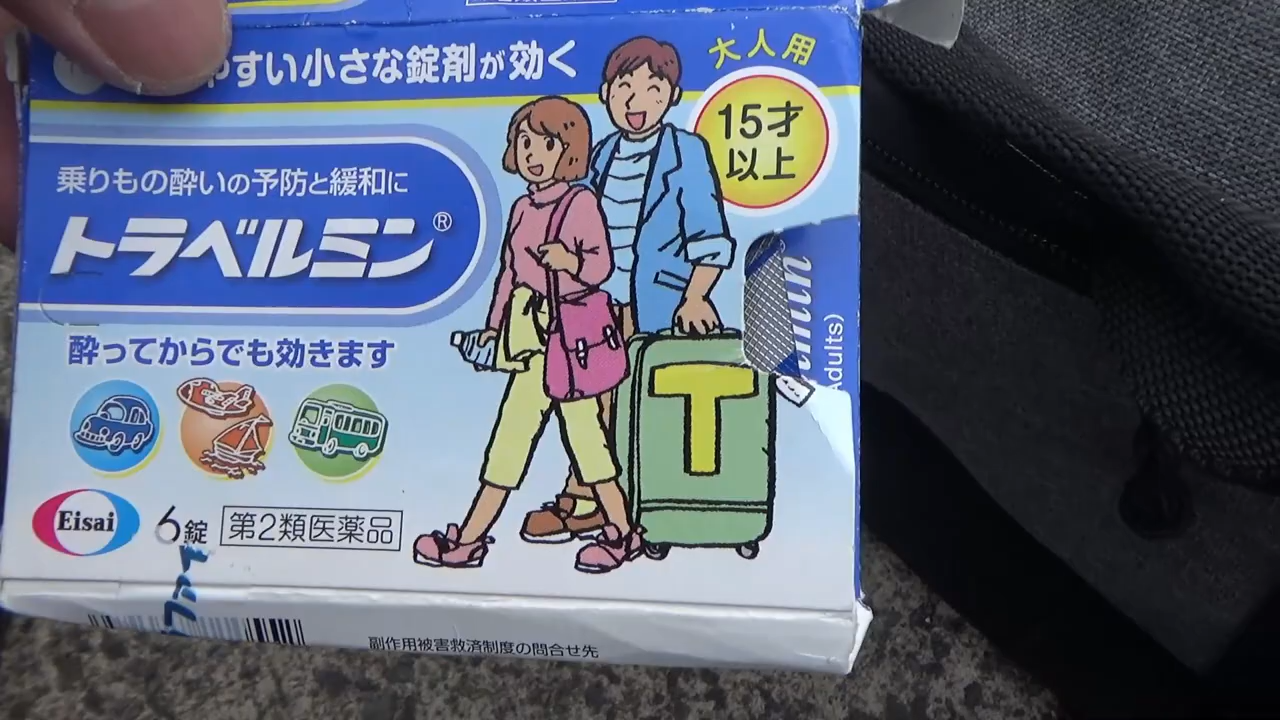 やすい小さな錠剤が効く
大人用
15才
以上
乗りもの酔いの予防と緩和に
トラベルミン®
酔ってからでも効きます
Adults)
T
Eisai
6錠
第2類医薬品
副作用被害救済制度の問合せ先